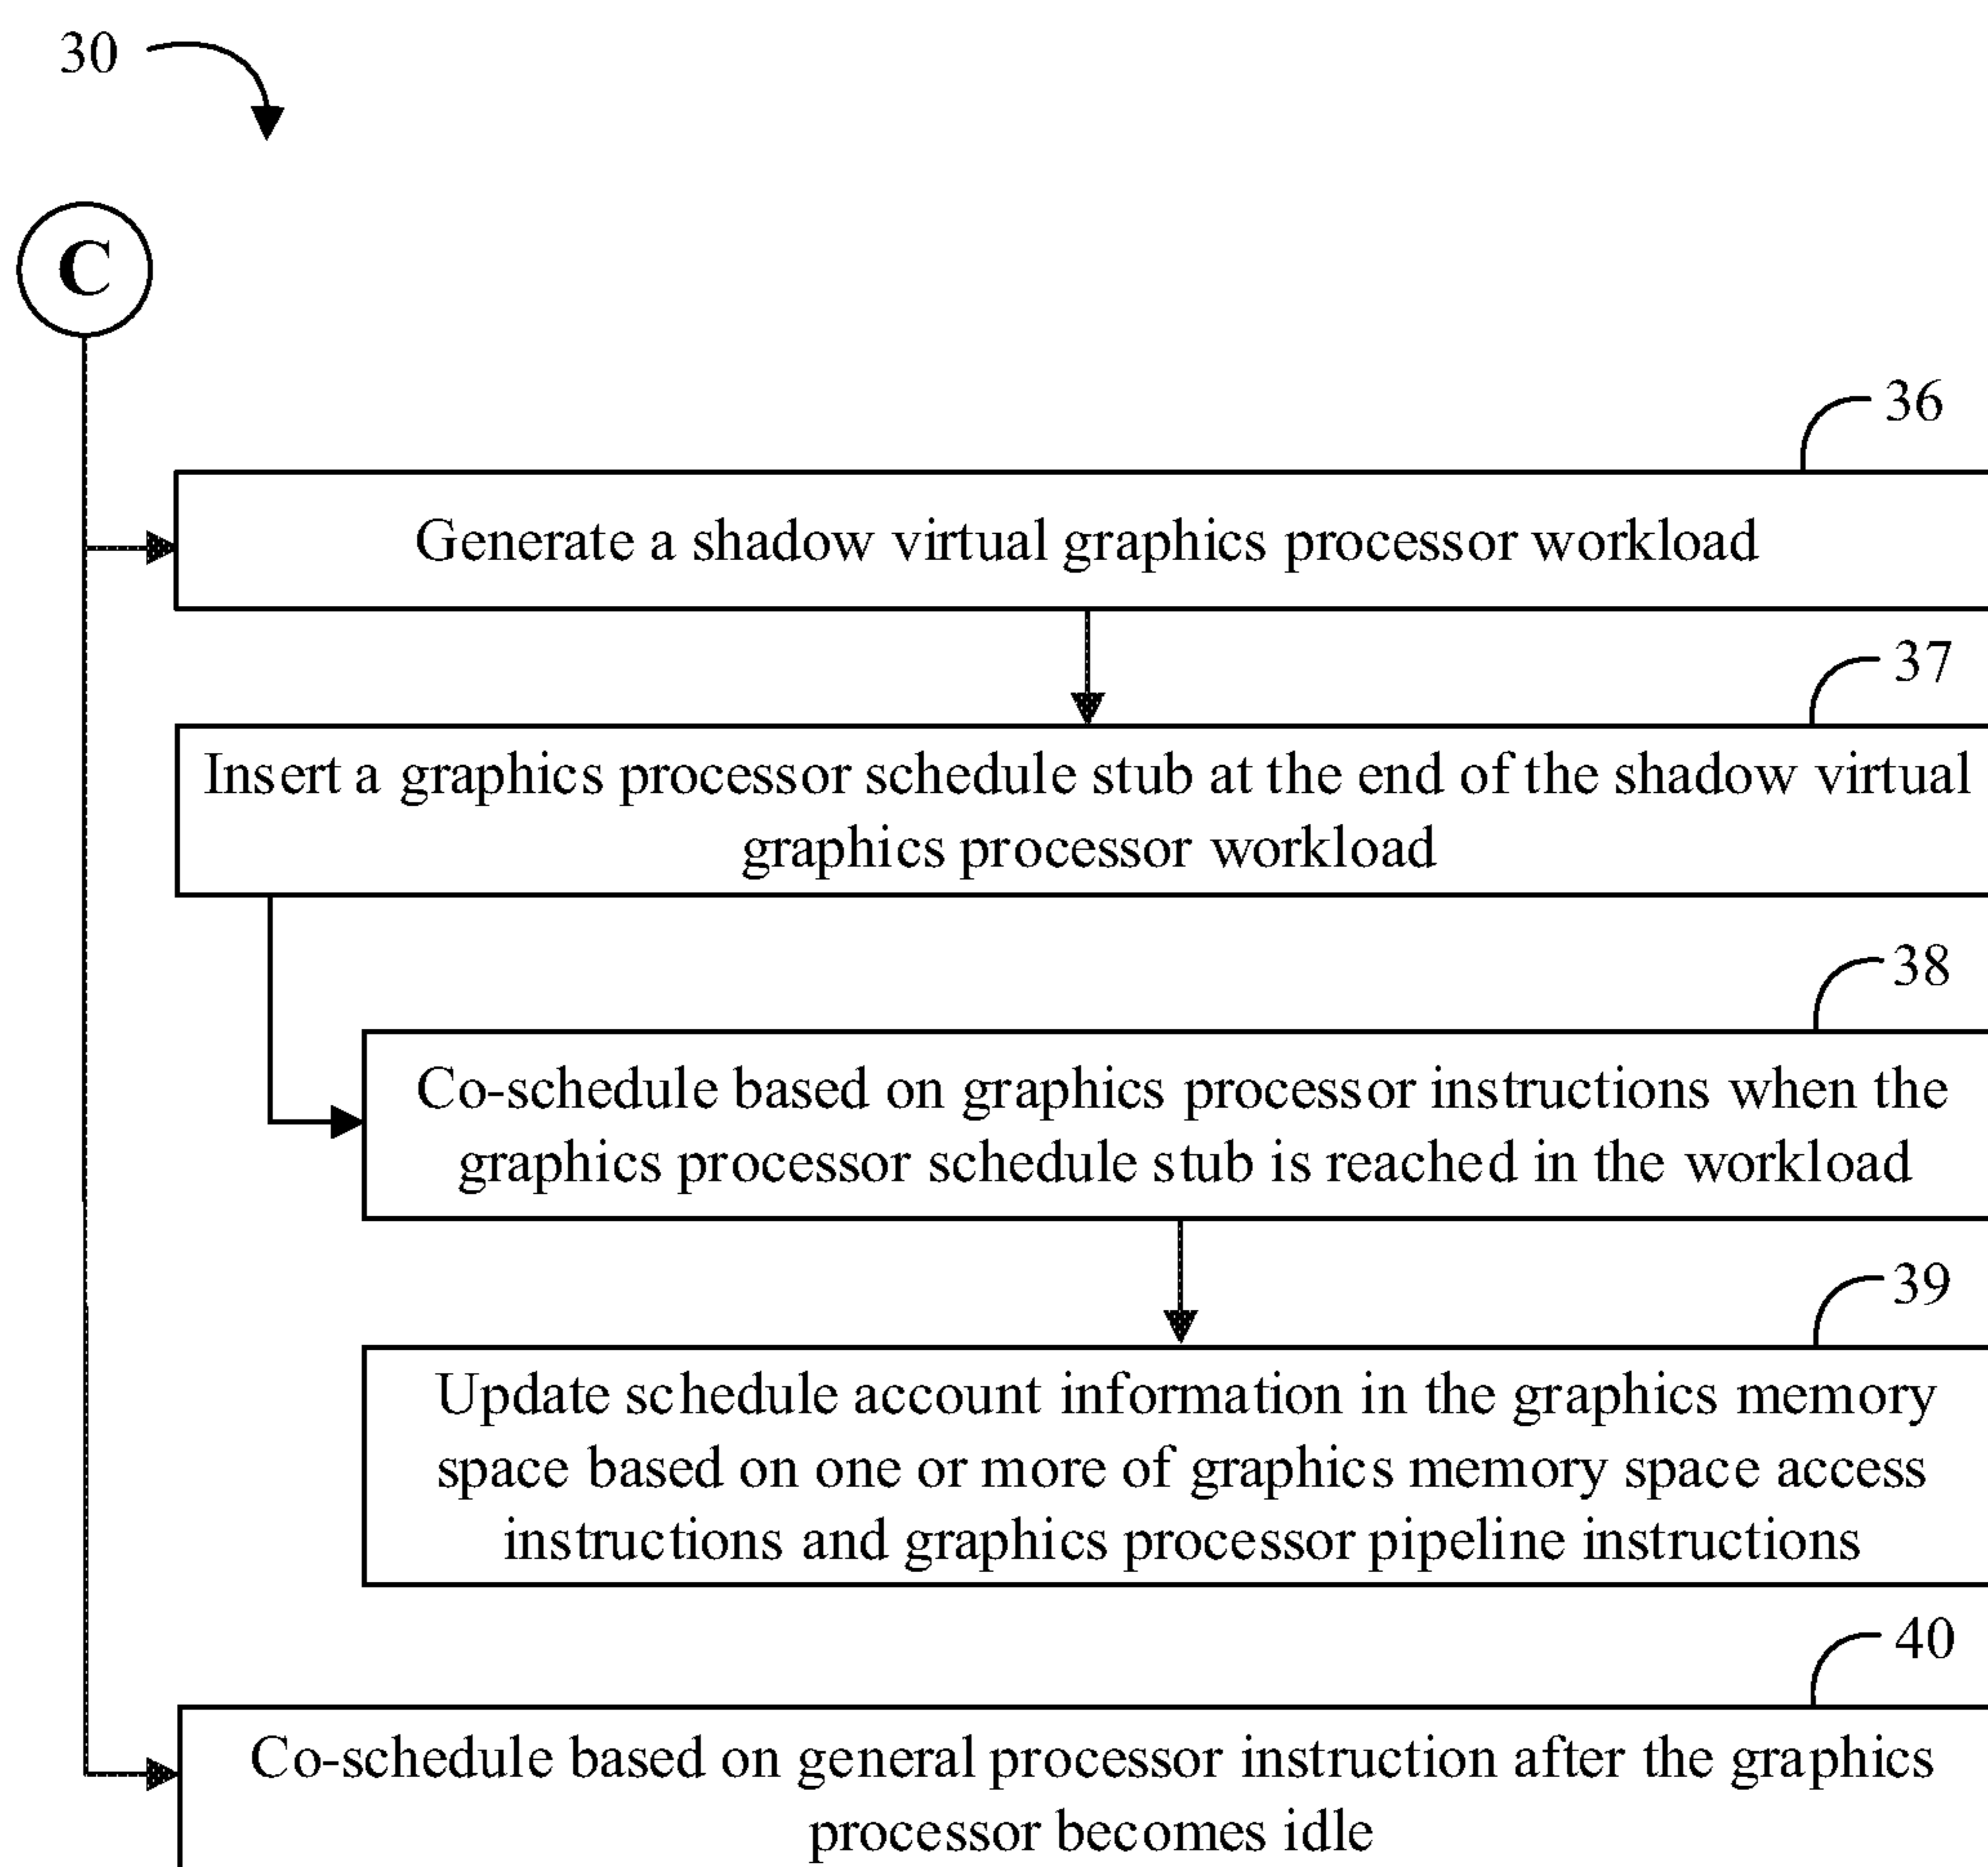 30
C
36
Generate a shadow virtual graphics processor workload
37
Insert a graphics processor schedule stub at the end of the shadow virtual
graphics processor workload
38
Co-schedule based on graphics processor instructions when the
graphics processor schedule stub is reached in the workload
39
Update schedule account information in the graphics memory
space based on one or more of graphics memory space access
instructions and graphics processor pipeline instructions
40
Co-schedule based on general processor instruction after the graphics
processor becomes idle